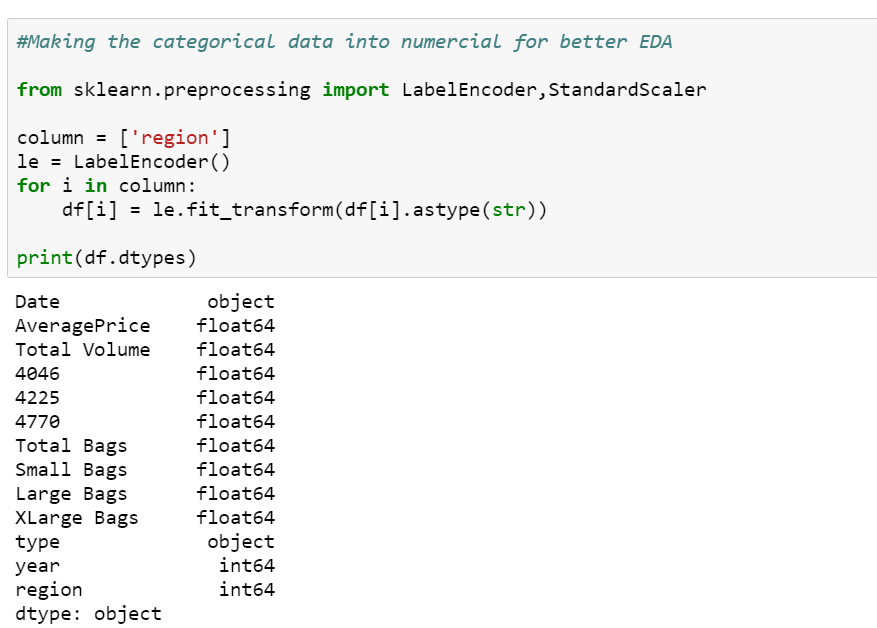 #Making the categorical data into numercial for better EDA
from sklearn.preprocessing import LabelEncoder,StandardScaler
column = ['region']
le = LabelEncoder()
for i in column:
    df[i] = le.fit_transform(df[i].astype(str))
print(df.dtypes)
Date             object
AveragePrice    float64
Total Volume    float64
4046            float64
4225            float64
4770            float64
Total Bags      float64
Small Bags      float64
Large Bags      float64
XLarge Bags     float64
type             object
year              int64
region            int64
dtype: object